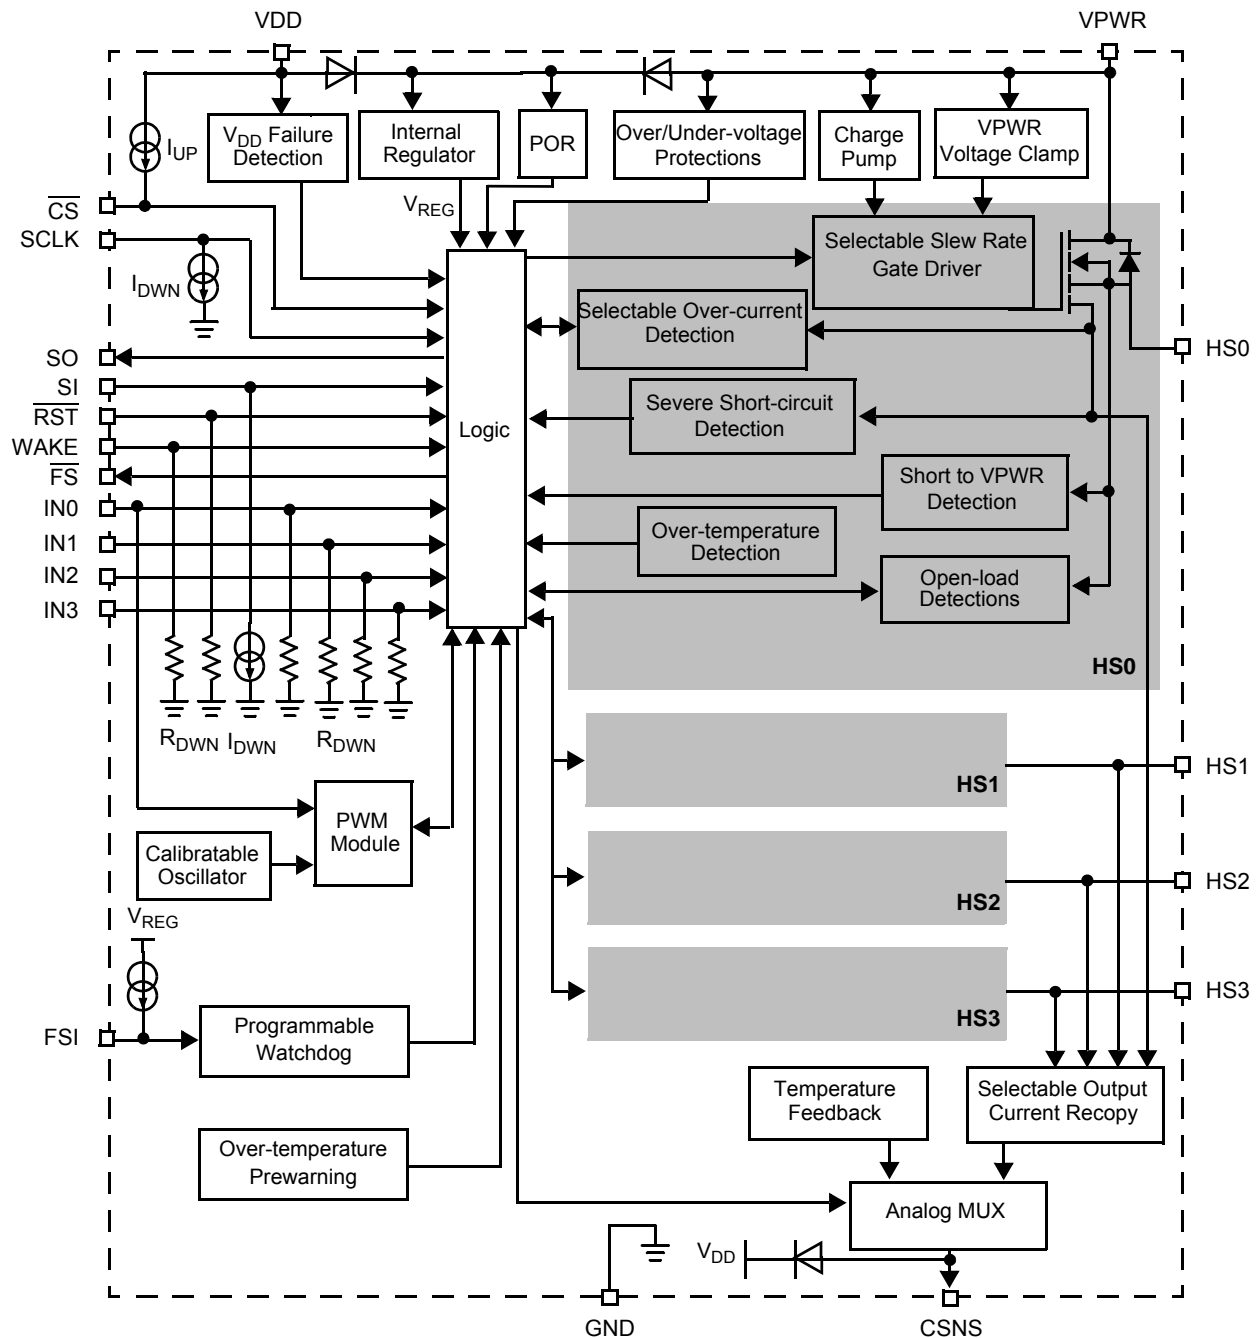 VDD
VPWR
VDD Failure
Detection
Internal
Regulator
POR
Over/Under-voltage
Protections
Charge
Pump
VPWR
Voltage Clamp
IUP
CS
VREG
SCLK
Selectable Slew Rate
Gate Driver
IDWN
Selectable Over-current
Detection
HS0
SO
SI
RST
Severe Short-circuit
Detection
Logic
WAKE
FS
Short to VPWR
Detection
IN0
IN1
Over-temperature
Detection
IN2
Open-load
Detections
IN3
HS0
RDWN
IDWN
RDWN
HS1
HS1
PWM
Module
Calibratable
Oscillator
HS2
HS2
VREG
HS3
HS3
FSI
Programmable
Watchdog
Temperature
Feedback
Selectable Output
Current Recopy
Over-temperature
Prewarning
Analog MUX
VDD
GND
CSNS